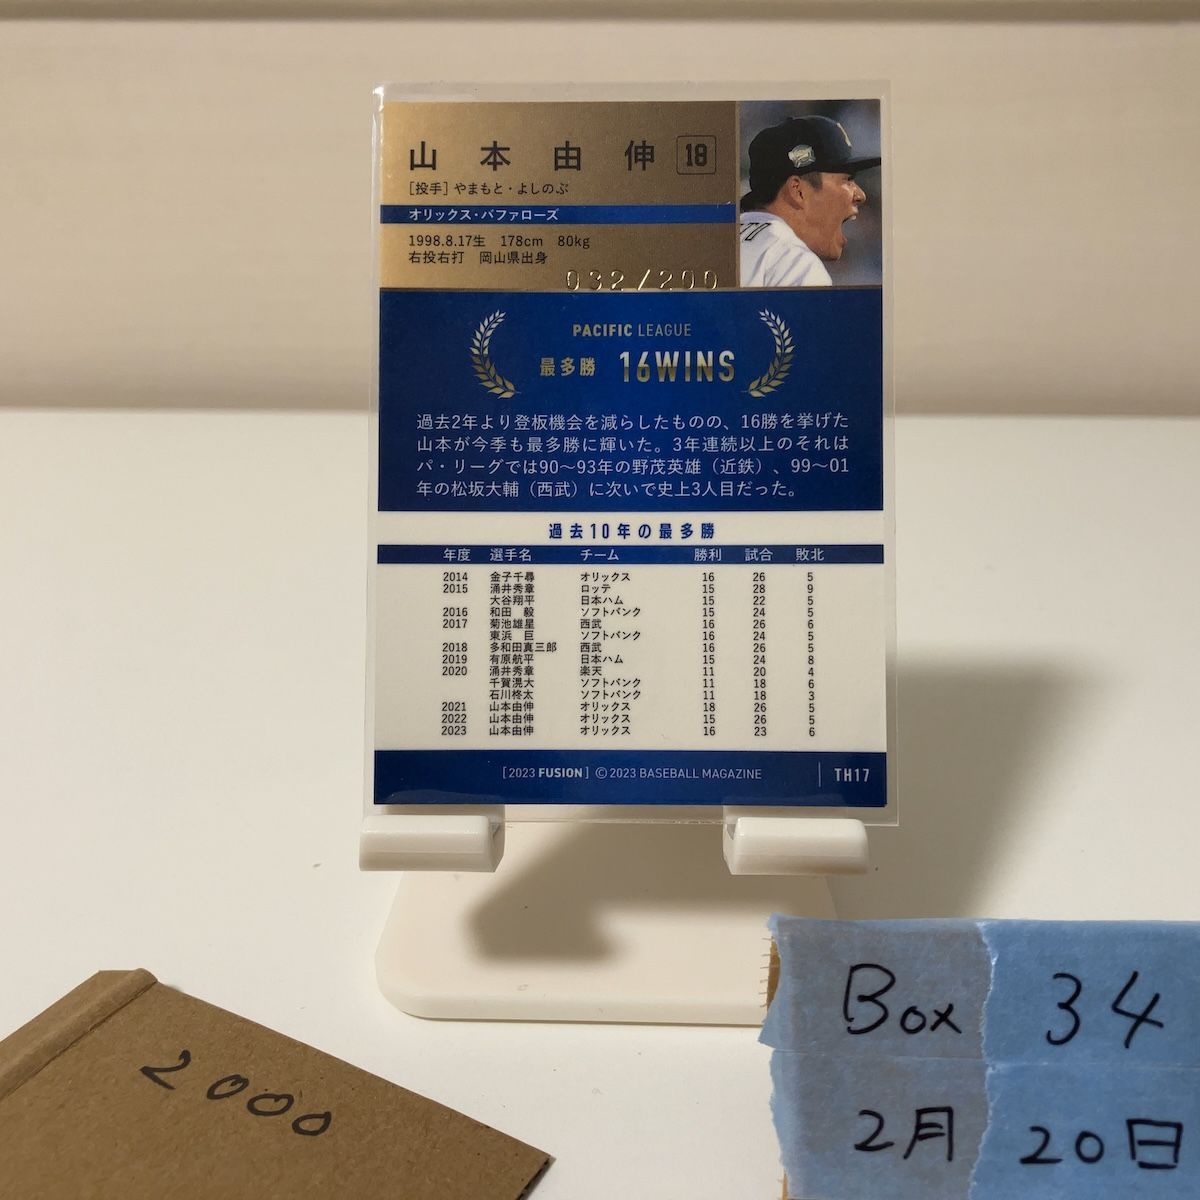 山本由伸 18
[投手] やまもと・よしのぶ
オリックス・バファローズ
1998.8.17生 178cm 80kg
右投右打 岡山県出身
032/200
PACIFIC LEAGUE
最多勝 16WINS
過去2年より登板機会を減らしたものの、16勝を挙げた
山本が今季も最多勝に輝いた。3年連続以上のそれは
パ・リーグでは90〜93年の野茂英雄（近鉄）、99〜01
年の松坂大輔（西武）に次いで史上3人目だった。
過去10年の最多勝
年度 選手名 チーム 勝利 試合 敗北
2014 金子千尋 オリックス 16 26 5
2015 涌井秀章 ロッテ 15 28 9
大谷翔平 日本ハム 15 22 5
2016 和田 毅 ソフトバンク 15 24 5
2017 菊池雄星 西武 16 26 6
東浜 巨 ソフトバンク 16 24 5
2018 多和田真三郎 西武 16 26 5
2019 有原航平 日本ハム 15 24 8
2020 涌井秀章 楽天 11 20 4
千賀滉大 ソフトバンク 11 18 6
石川柊太 ソフトバンク 11 18 3
2021 山本由伸 オリックス 18 26 5
2022 山本由伸 オリックス 15 26 5
2023 山本由伸 オリックス 16 23 6
[2023 FUSION] ©2023 BASEBALL MAGAZINE TH17
2000
Box 34
2月20日